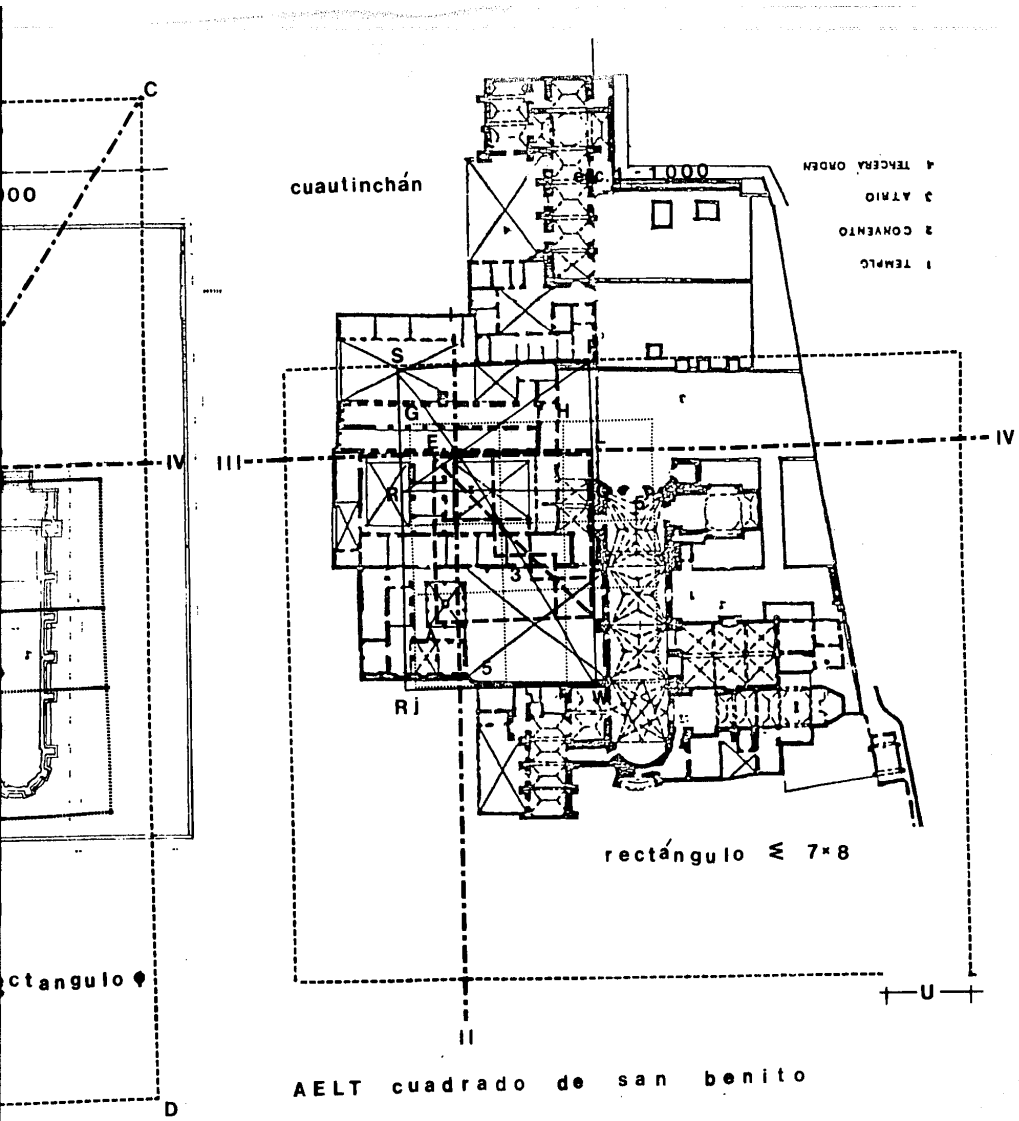 C
00
cuautinchán
esc 1-1000
4 TERCERA ORDEN
3 ATRIO
2 CONVENTO
1 TEMPLO
S
G
H
E
IV
III
IV
R
3
5
W
Rj
rectángulo ≤ 7×8
ctangulo
U
II
AELT cuadrado de san benito
D